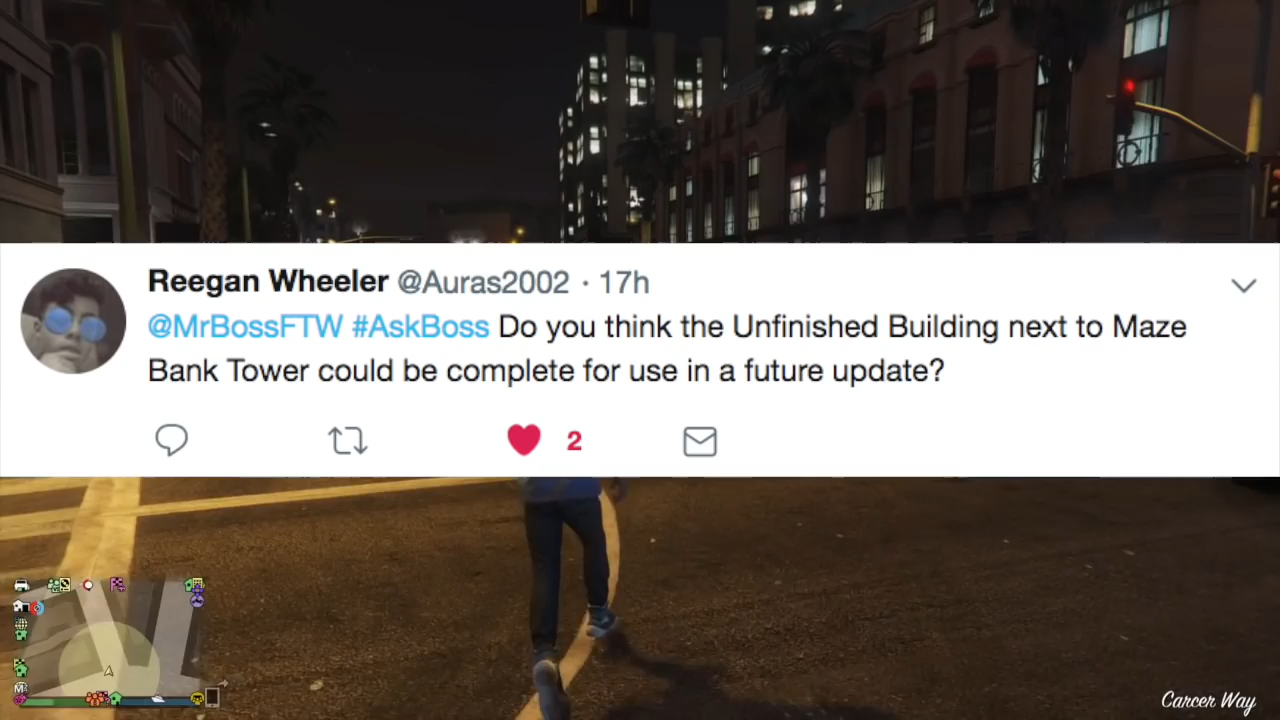 Reegan Wheeler @Auras2002 · 17h
@MrBossFTW #AskBoss Do you think the Unfinished Building next to Maze
Bank Tower could be complete for use in a future update?
2
Carcer Way